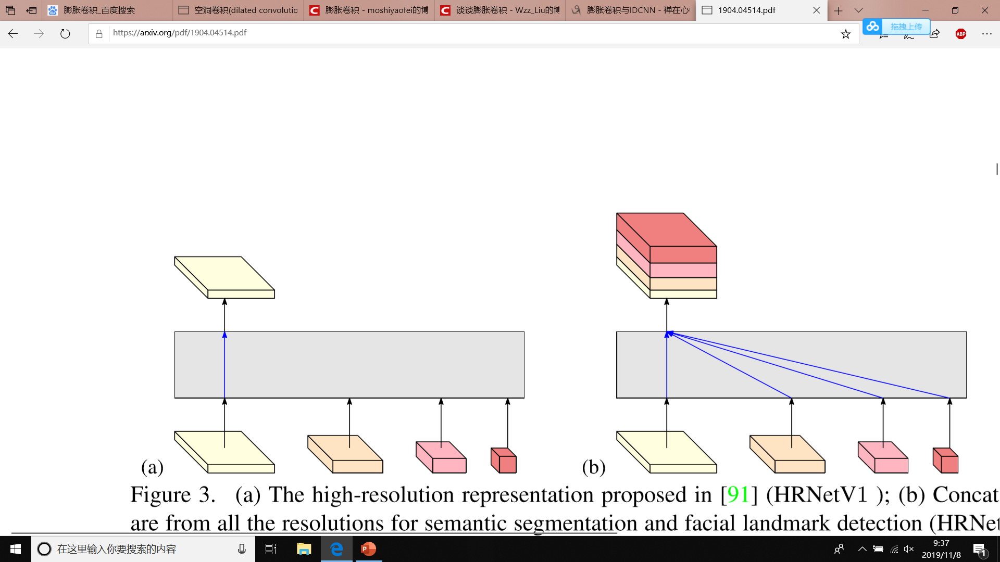 膨胀卷积_百度搜索
空洞卷积(dilated convolutio
膨胀卷积 - moshiyaofei的博
谈谈膨胀卷积 - Wzz_Liu的博
膨胀卷积与IDCNN - 禅在心中
1904.04514.pdf
https://arxiv.org/pdf/1904.04514.pdf
拖拽上传
ABP
(a)
(b)
Figure 3. (a) The high-resolution representation proposed in [91] (HRNetV1 ); (b) Concat
are from all the resolutions for semantic segmentation and facial landmark detection (HRNet
在这里输入你要搜索的内容
9:37
2019/11/8
1